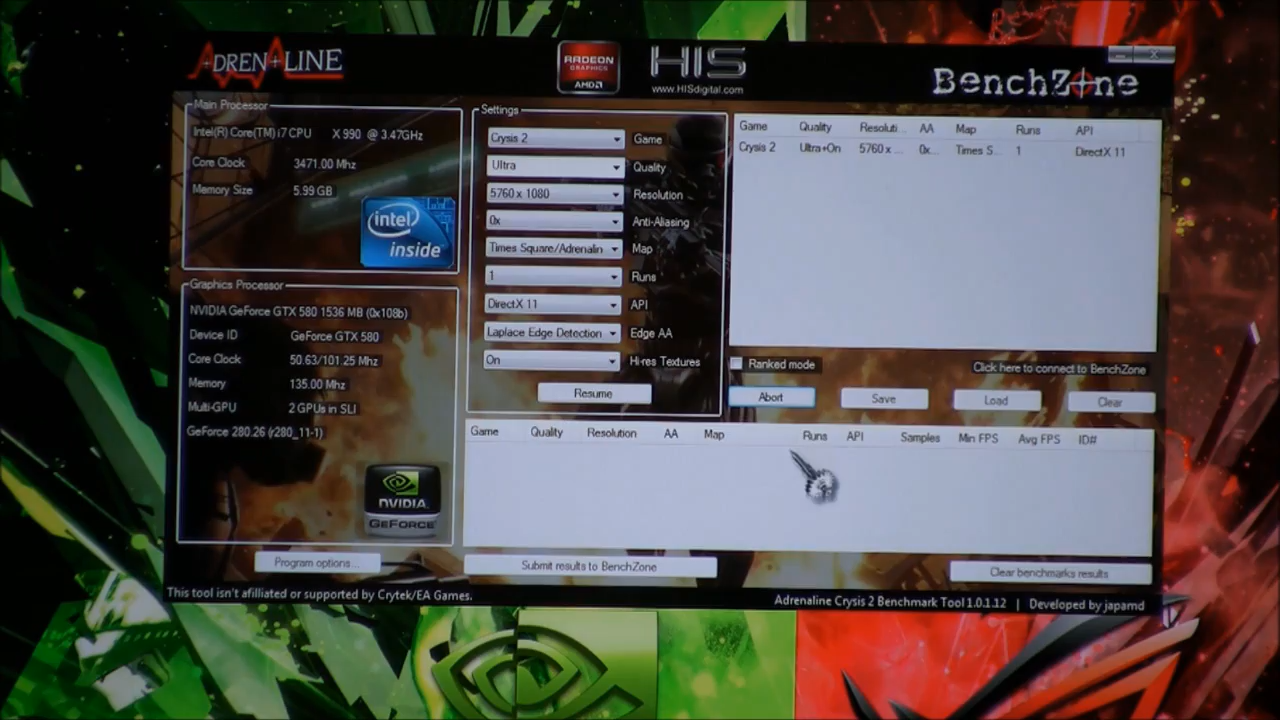 ADRENALINE
RADEON
GRAPHICS
AMD
HIS
www.HISdigital.com
BenchZone
Main Processor
Intel(R) Core(TM) i7 CPU X 990 @ 3.47GHz
Core Clock 3471.00 Mhz
Memory Size 5.99 GB
intel
inside
Graphics Processor
NVIDIA GeForce GTX 580 1536 MB (0x108b)
Device ID GeForce GTX 580
Core Clock 50.63/101.25 Mhz
Memory 135.00 Mhz
Multi-GPU 2 GPUs in SLI
GeForce 280.26 (r280_11-1)
NVIDIA.
GEFORCE
Program options...
Settings
Crysis 2 Game
Ultra Quality
5760 x 1080 Resolution
0x Anti-Aliasing
Times Square/Adrenalin Map
1 Runs
DirectX 11 API
Laplace Edge Detection Edge AA
On Hi-res Textures
Resume
Game Quality Resoluti... AA Map Runs API
Crysis 2 Ultra+On 5760 x ... 0x... Times S... 1 DirectX 11
Ranked mode
Click here to connect to BenchZone
Abort Save Load Clear
Game Quality Resolution AA Map Runs API Samples Min FPS Avg FPS ID#
Submit results to BenchZone
Clear benchmarks results
This tool isn't affiliated or supported by Crytek/EA Games.
Adrenaline Crysis 2 Benchmark Tool 1.0.1.12 | Developed by japamd